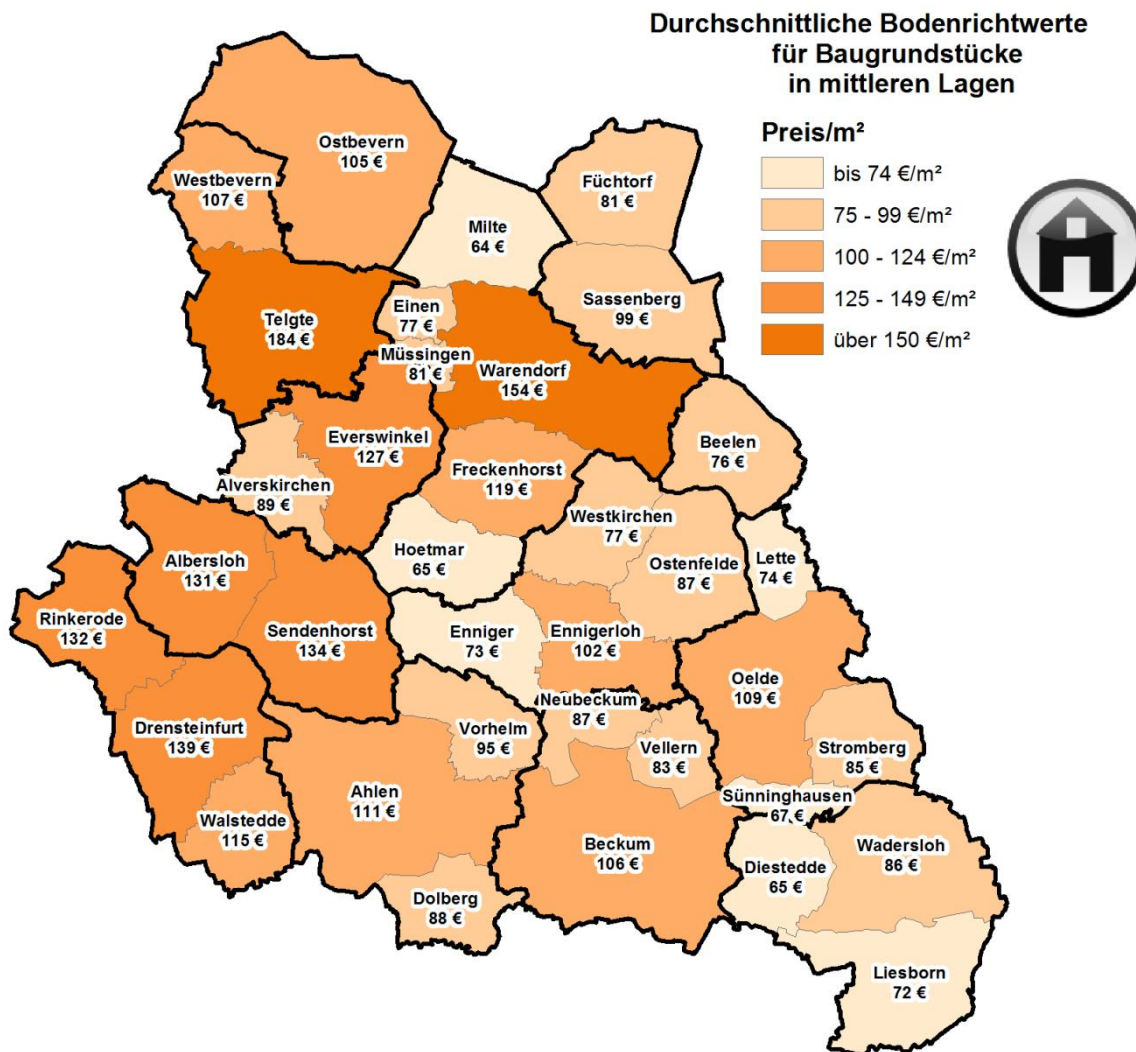 Durchschnittliche Bodenrichtwerte
für Baugrundstücke
in mittleren Lagen
Preis/m²
bis 74 €/m²
75 - 99 €/m²
100 - 124 €/m²
125 - 149 €/m²
über 150 €/m²
Ostbevern
105 €
Westbevern
107 €
Füchtorf
81 €
Milte
64 €
Sassenberg
99 €
Einen
77 €
Telgte
184 €
Müssingen
81 €
Warendorf
154 €
Everswinkel
127 €
Beelen
76 €
Freckenhorst
119 €
Alverskirchen
89 €
Westkirchen
77 €
Hoetmar
65 €
Ostenfelde
87 €
Lette
74 €
Albersloh
131 €
Rinkerode
132 €
Sendenhorst
134 €
Enniger
73 €
Ennigerloh
102 €
Oelde
109 €
Neubeckum
87 €
Drensteinfurt
139 €
Vorhelm
95 €
Vellern
83 €
Stromberg
85 €
Sünninghausen
67 €
Ahlen
111 €
Walstedde
115 €
Beckum
106 €
Wadersloh
86 €
Diestedde
65 €
Dolberg
88 €
Liesborn
72 €